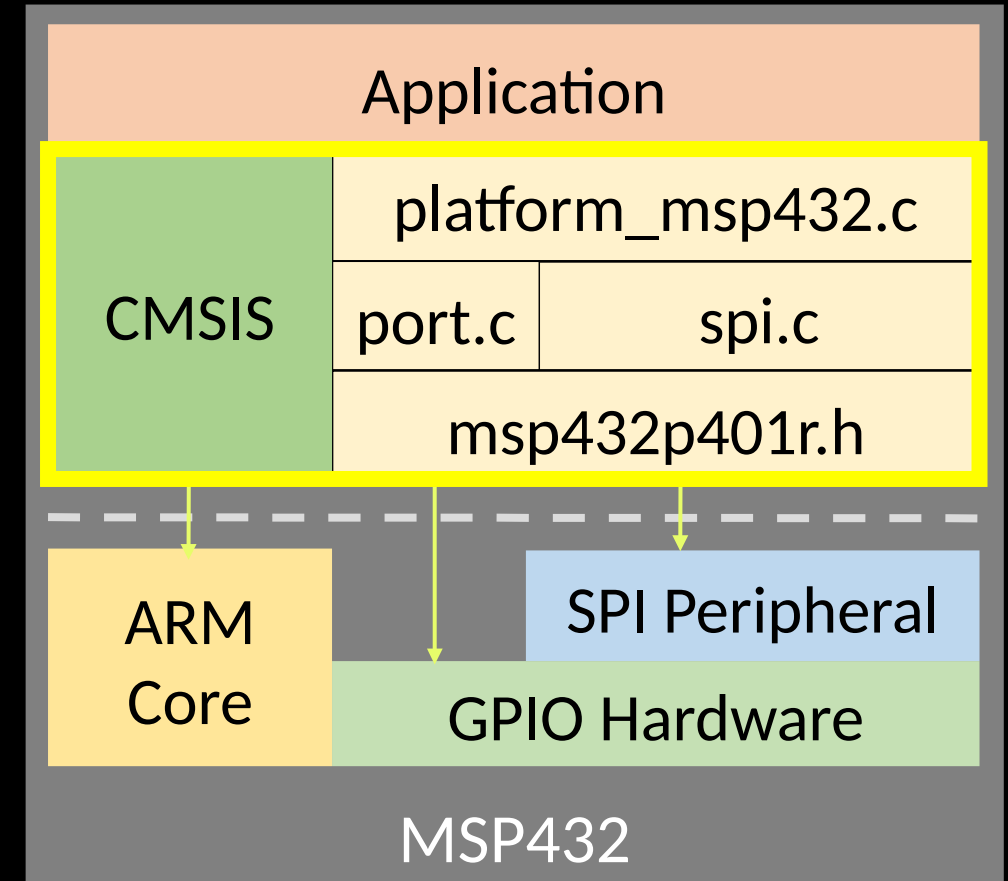 Application
platform_msp432.c
CMSIS
port.c
spi.c
msp432p401r.h
ARM
Core
SPI Peripheral
GPIO Hardware
MSP432